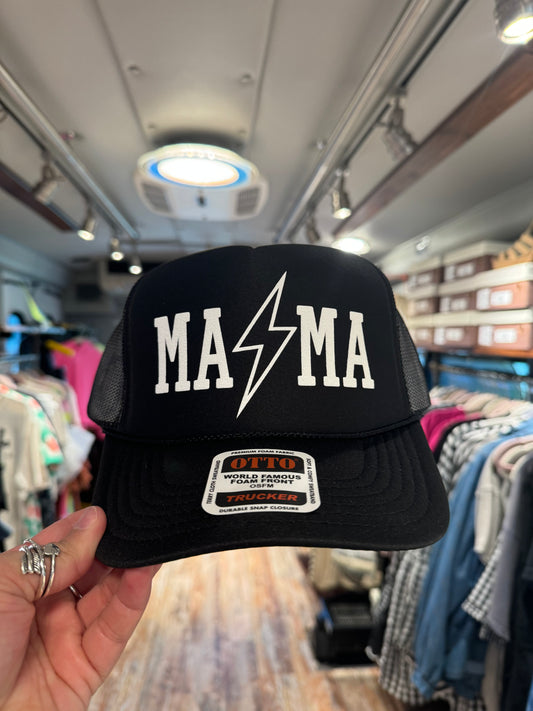 MA MA
PREMIUM FOAM FABRIC
OTTO
WORLD FAMOUS
FOAM FRONT
OSFM
TRUCKER
DURABLE SNAP CLOSURE